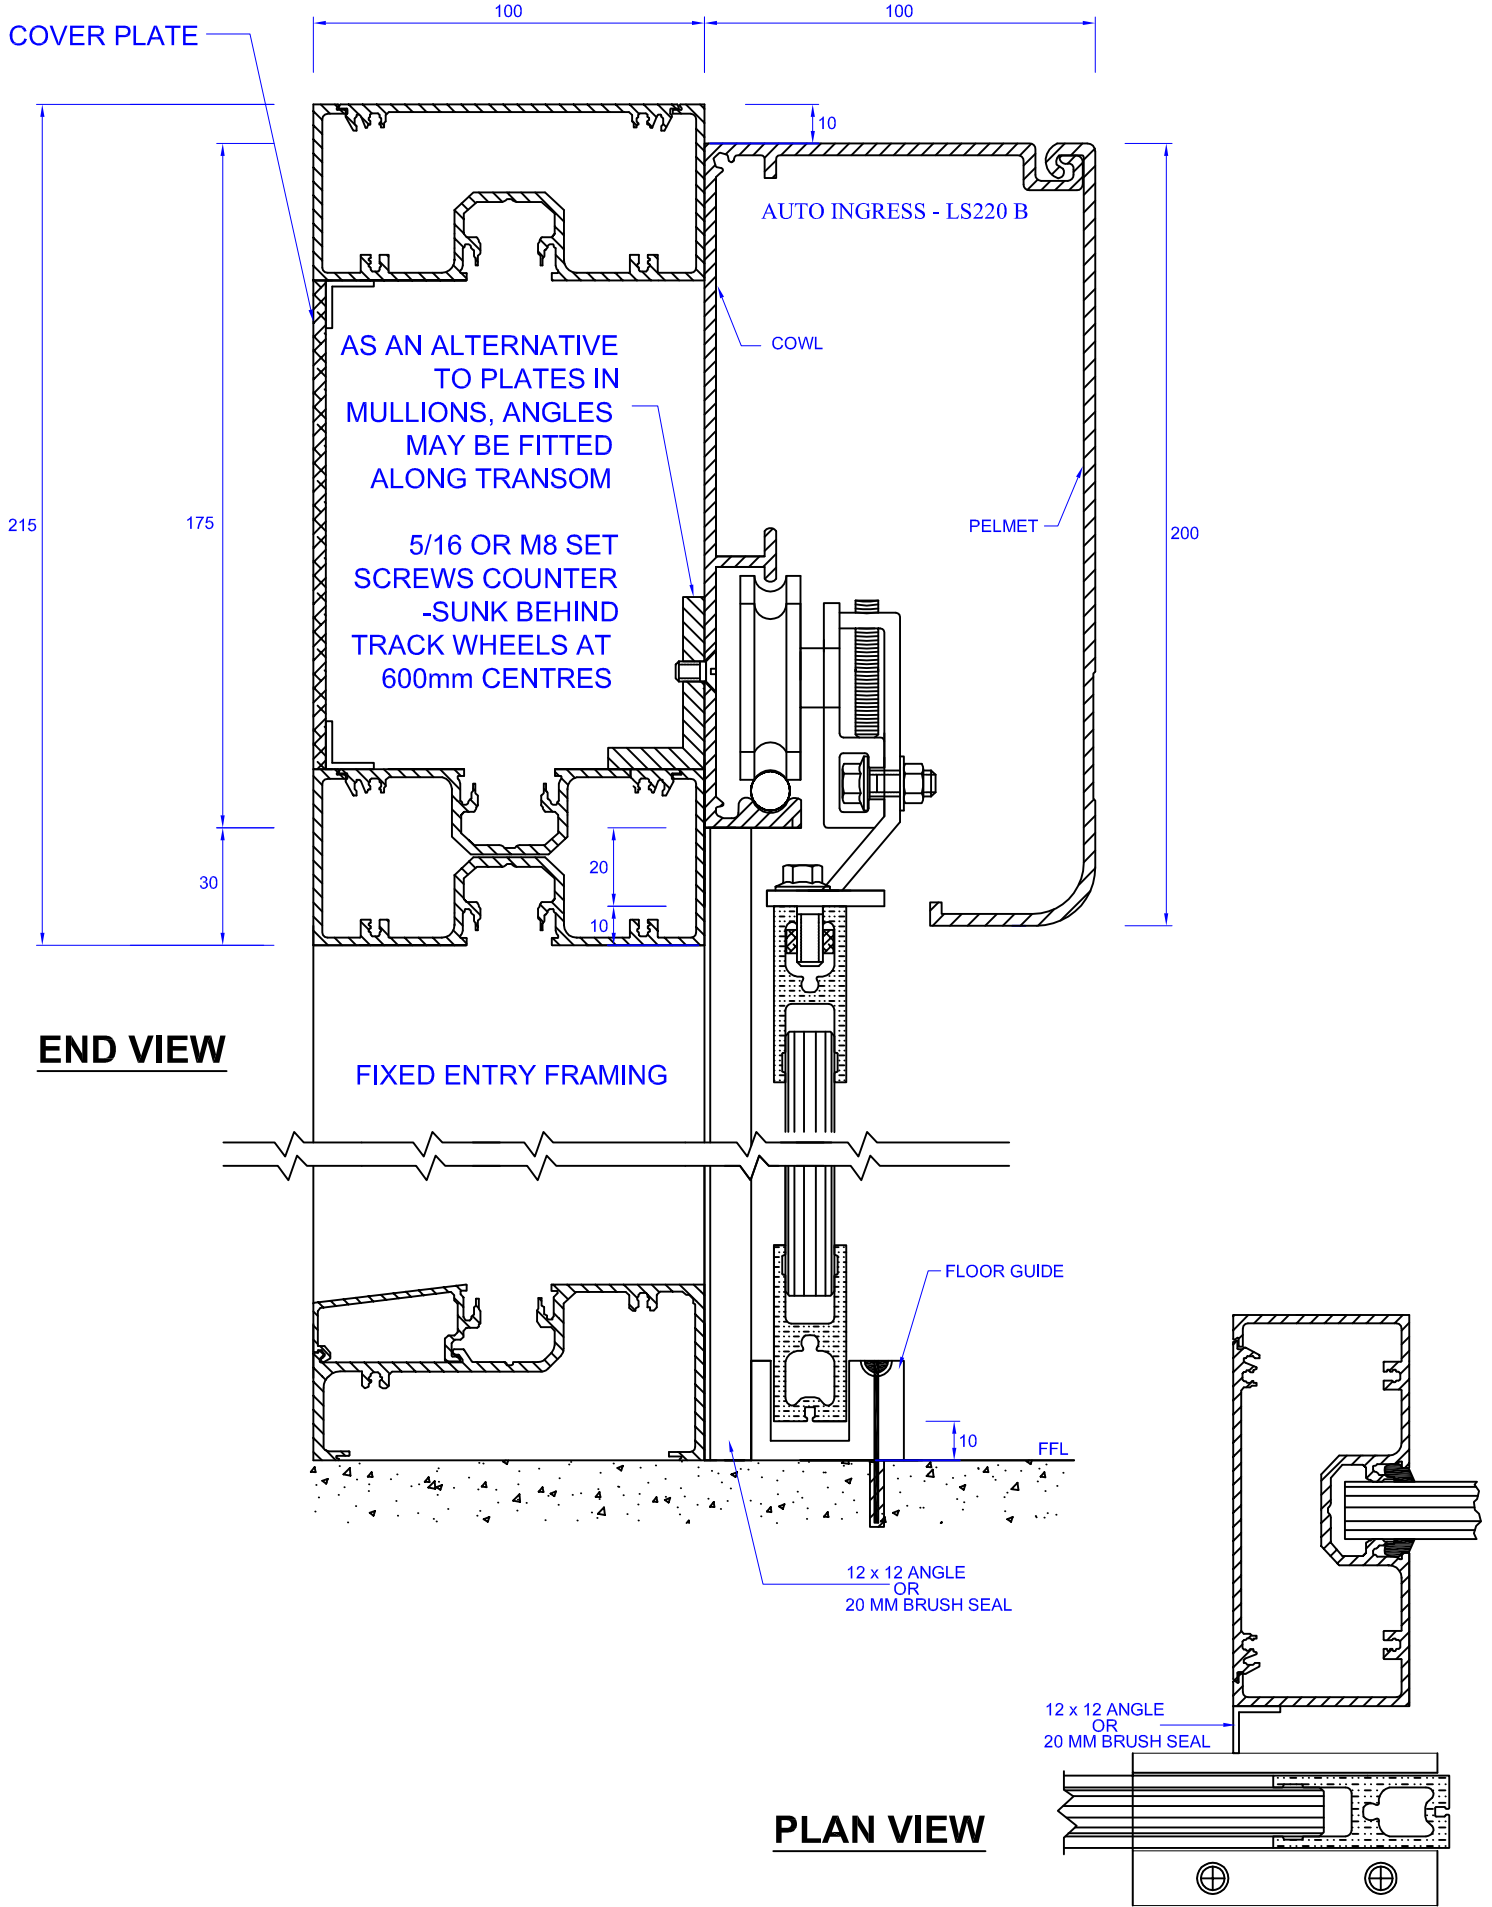 100
100
COVER PLATE
10
AUTO INGRESS - LS220 B
COWL
AS AN ALTERNATIVE
TO PLATES IN
MULLIONS, ANGLES
MAY BE FITTED
ALONG TRANSOM
215
175
PELMET
200
5/16 OR M8 SET
SCREWS COUNTER
-SUNK BEHIND
TRACK WHEELS AT
600mm CENTRES
20
30
10
END VIEW
FIXED ENTRY FRAMING
FLOOR GUIDE
10
FFL
12 x 12 ANGLE
OR
20 MM BRUSH SEAL
12 x 12 ANGLE
OR
20 MM BRUSH SEAL
PLAN VIEW